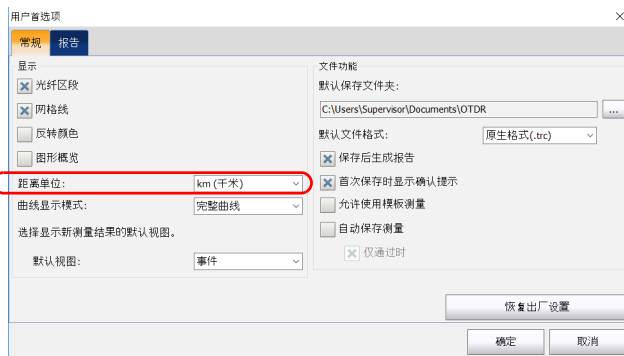 用户首选项
常规 报告
显示
光纤区段
网格线
反转颜色
图形概览
距离单位: km (千米)
曲线显示模式: 完整曲线
选择显示新测量结果的默认视图。
默认视图: 事件
文件功能
默认保存文件夹:
C:\Users\Supervisor\Documents\OTDR ...
默认文件格式: 原生格式(.trc)
保存后生成报告
首次保存时显示确认提示
允许使用模板测量
自动保存测量
仅通过时
恢复出厂设置
确定 取消